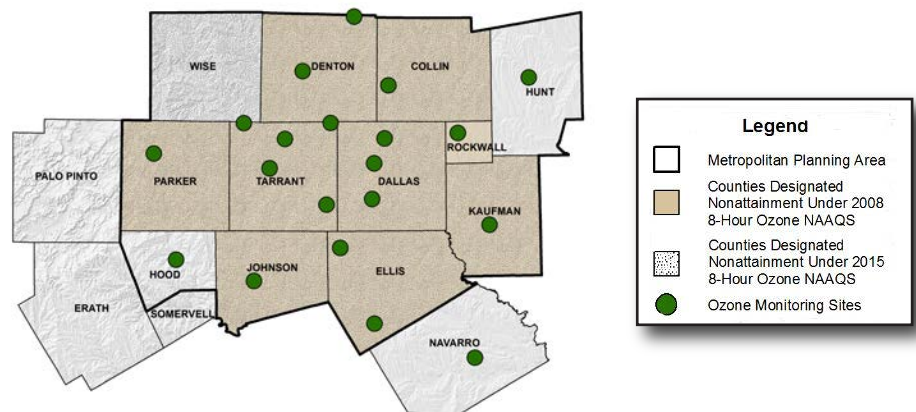 WISE
DENTON
COLLIN
HUNT
PALO PINTO
PARKER
TARRANT
DALLAS
ROCKWALL
KAUFMAN
HOOD
JOHNSON
ELLIS
ERATH
SOMERVELL
NAVARRO
Legend
Metropolitan Planning Area
Counties Designated
Nonattainment Under 2008
8-Hour Ozone NAAQS
Counties Designated
Nonattainment Under 2015
8-Hour Ozone NAAQS
Ozone Monitoring Sites